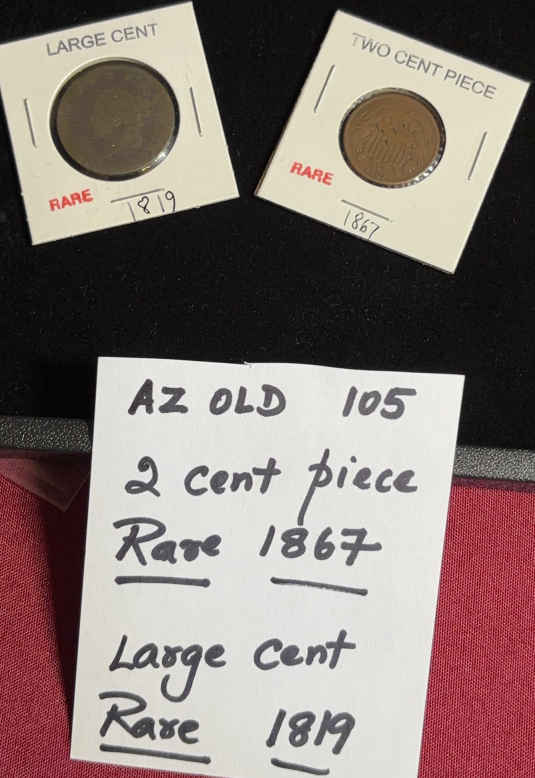 LARGE CENT
RARE 1819
TWO CENT PIECE
RARE
1867
AZ OLD 105
2 cent piece
Rare 1867
Large cent
Rare 1819